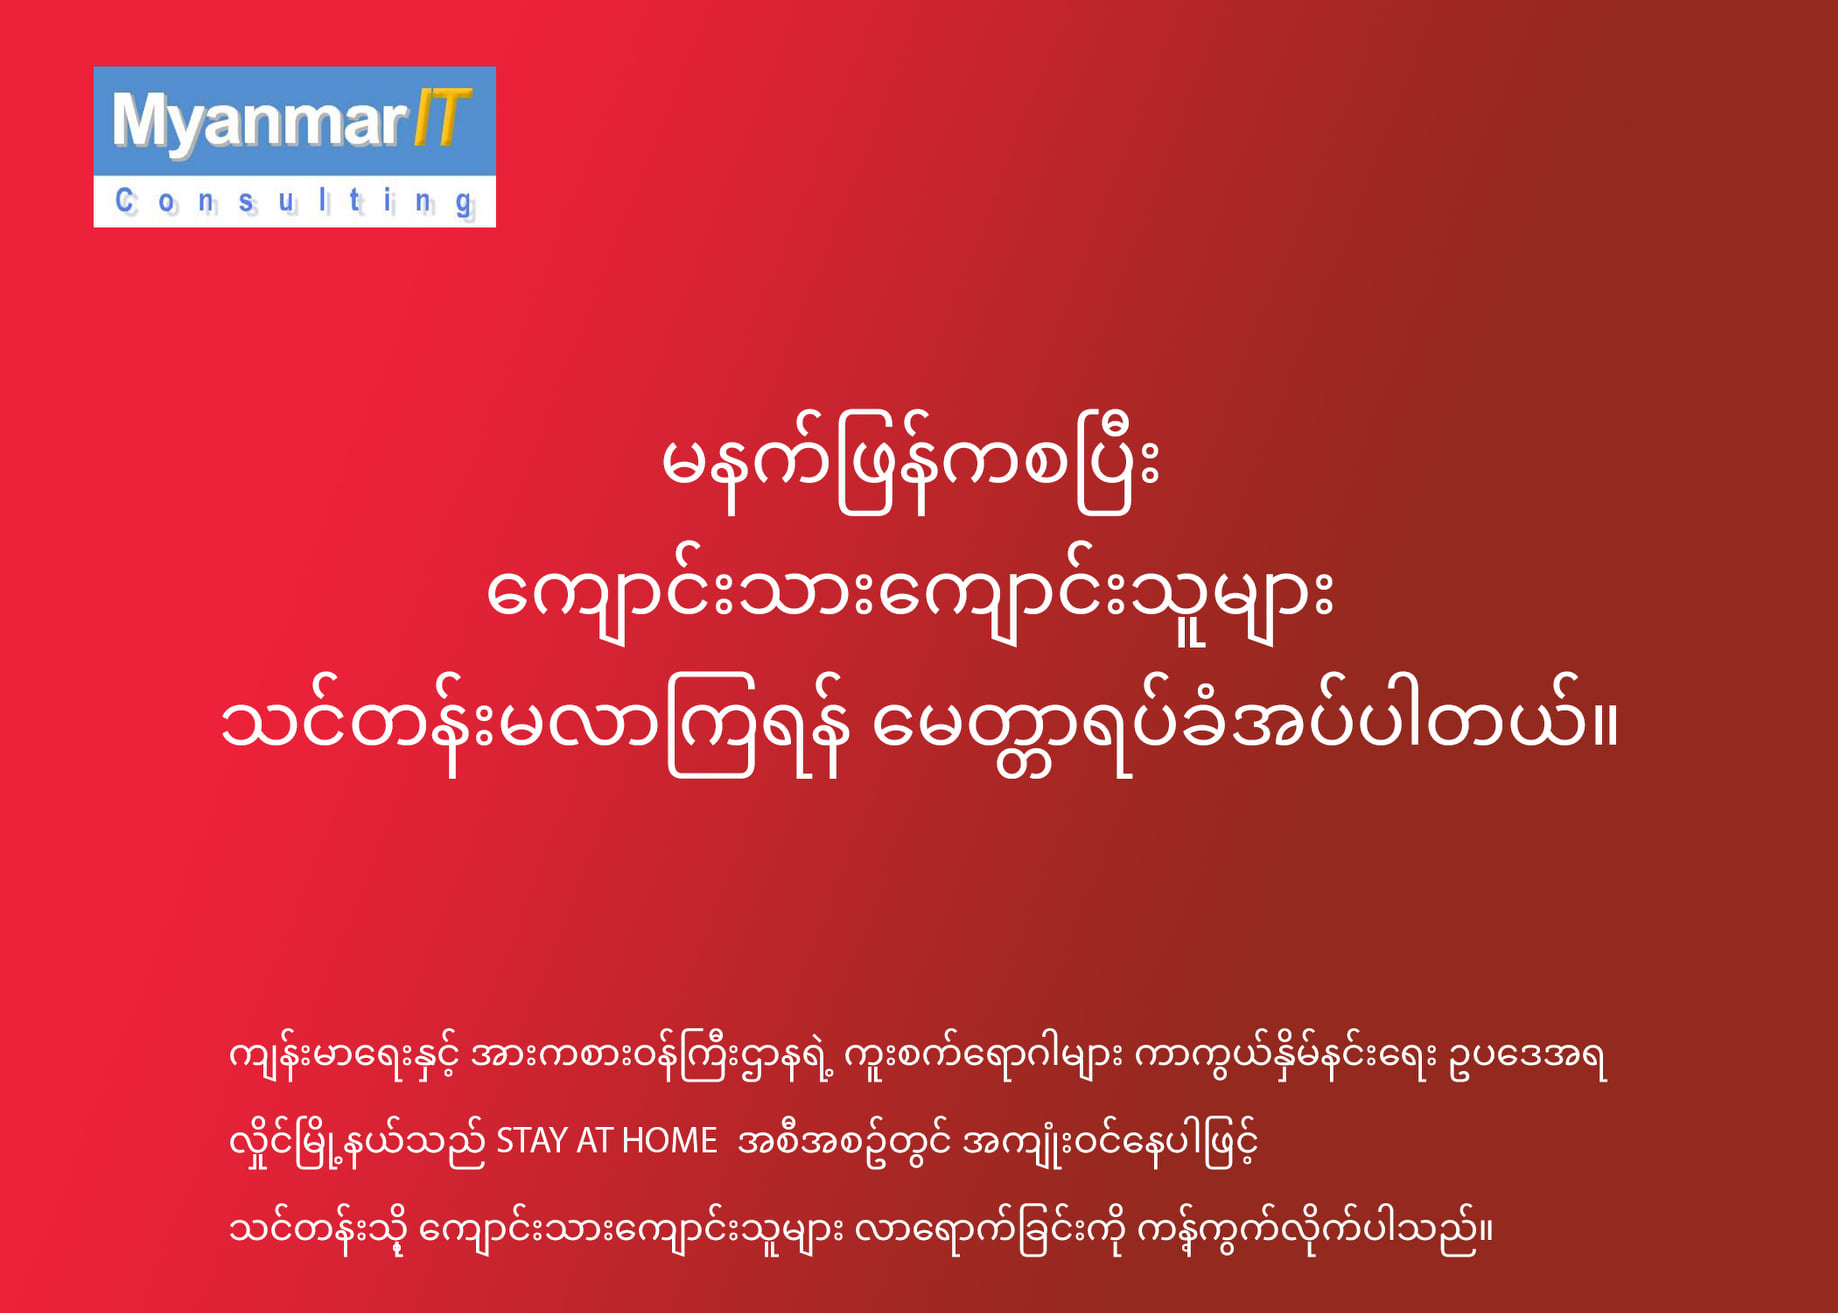 Myanmar IT
Consulting
မနက်ဖြန်ကစပြီး
ကျောင်းသားကျောင်းသူများ
သင်တန်းမလာကြရန် မေတ္တာရပ်ခံအပ်ပါတယ်။
ကျန်းမာရေးနှင့် အားကစားဝန်ကြီးဌာနရဲ့ ကူးစက်ရောဂါများ ကာကွယ်နှိမ်နင်းရေး ဥပဒေအရ
လှိုင်မြို့နယ်သည် STAY AT HOME အစီအစဉ်တွင် အကျုံးဝင်နေပါဖြင့်
သင်တန်းသို့ ကျောင်းသားကျောင်းသူများ လာရောက်ခြင်းကို ကန့်ကွက်လိုက်ပါသည်။